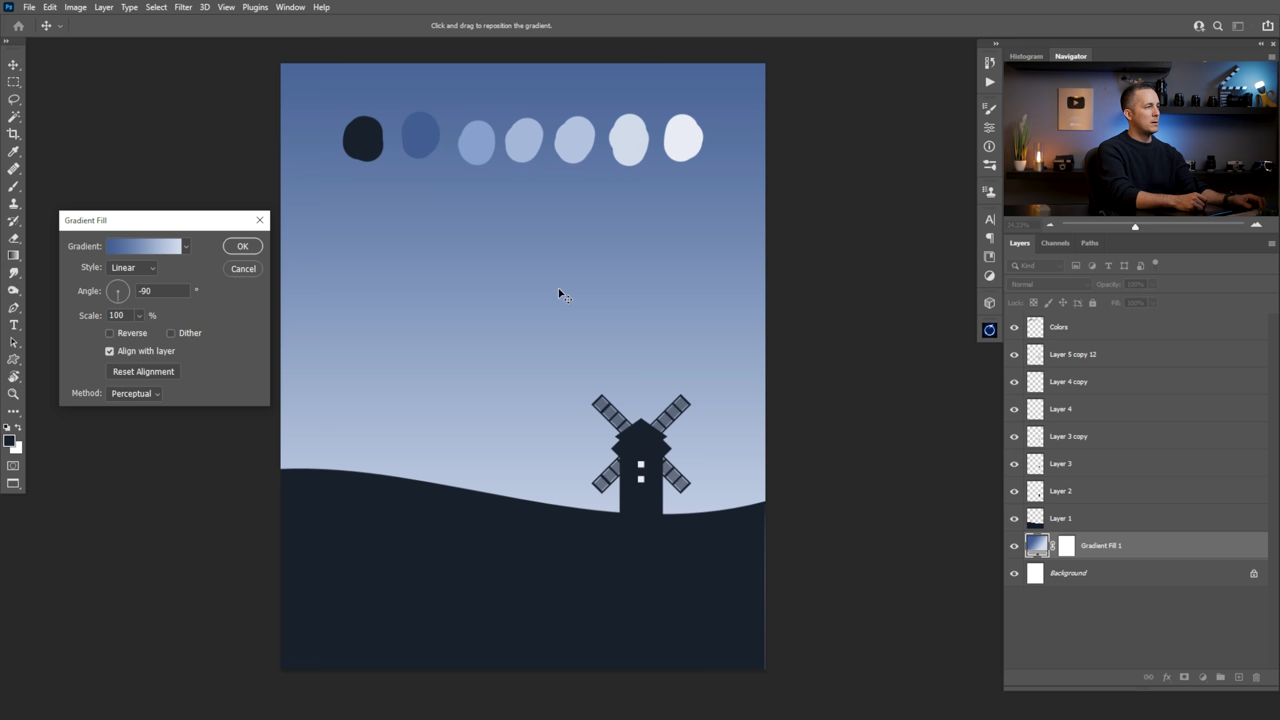 Ps File Edit Image Layer Type Select Filter 3D View Plugins Window Help
Click and drag to reposition the gradient.
Histogram Navigator
Gradient Fill
Gradient: OK
Style: Linear Cancel
Angle: -90 °
Scale: 100 %
Reverse Dither
Align with layer
Reset Alignment
Method: Perceptual
Layers Channels Paths
Kind
Normal Opacity: 100%
Lock: Fill: 100%
Colors
Layer 5 copy 12
Layer 4 copy
Layer 4
Layer 3 copy
Layer 3
Layer 2
Layer 1
Gradient Fill 1
Background